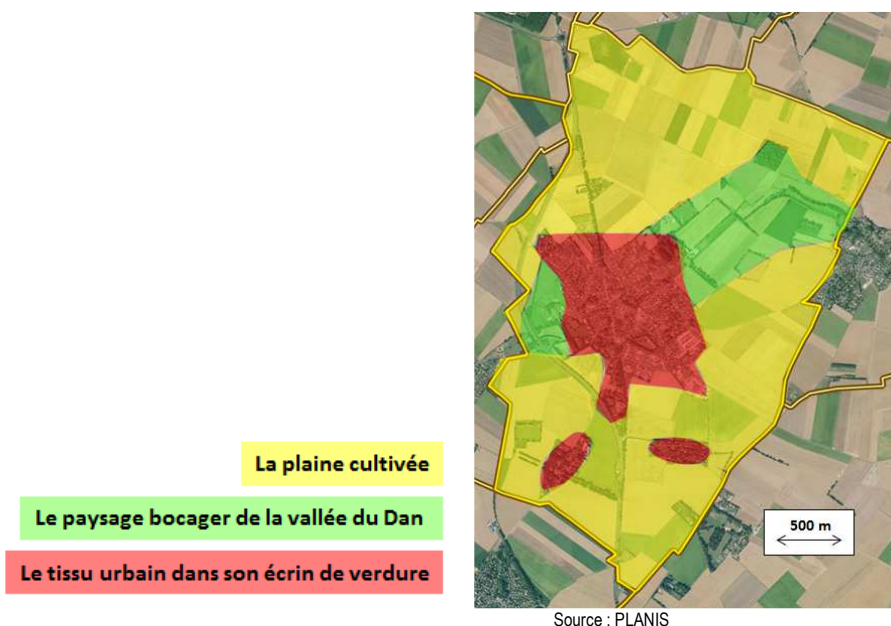 La plaine cultivée
Le paysage bocager de la vallée du Dan
Le tissu urbain dans son écrin de verdure
500 m
Source : PLANIS